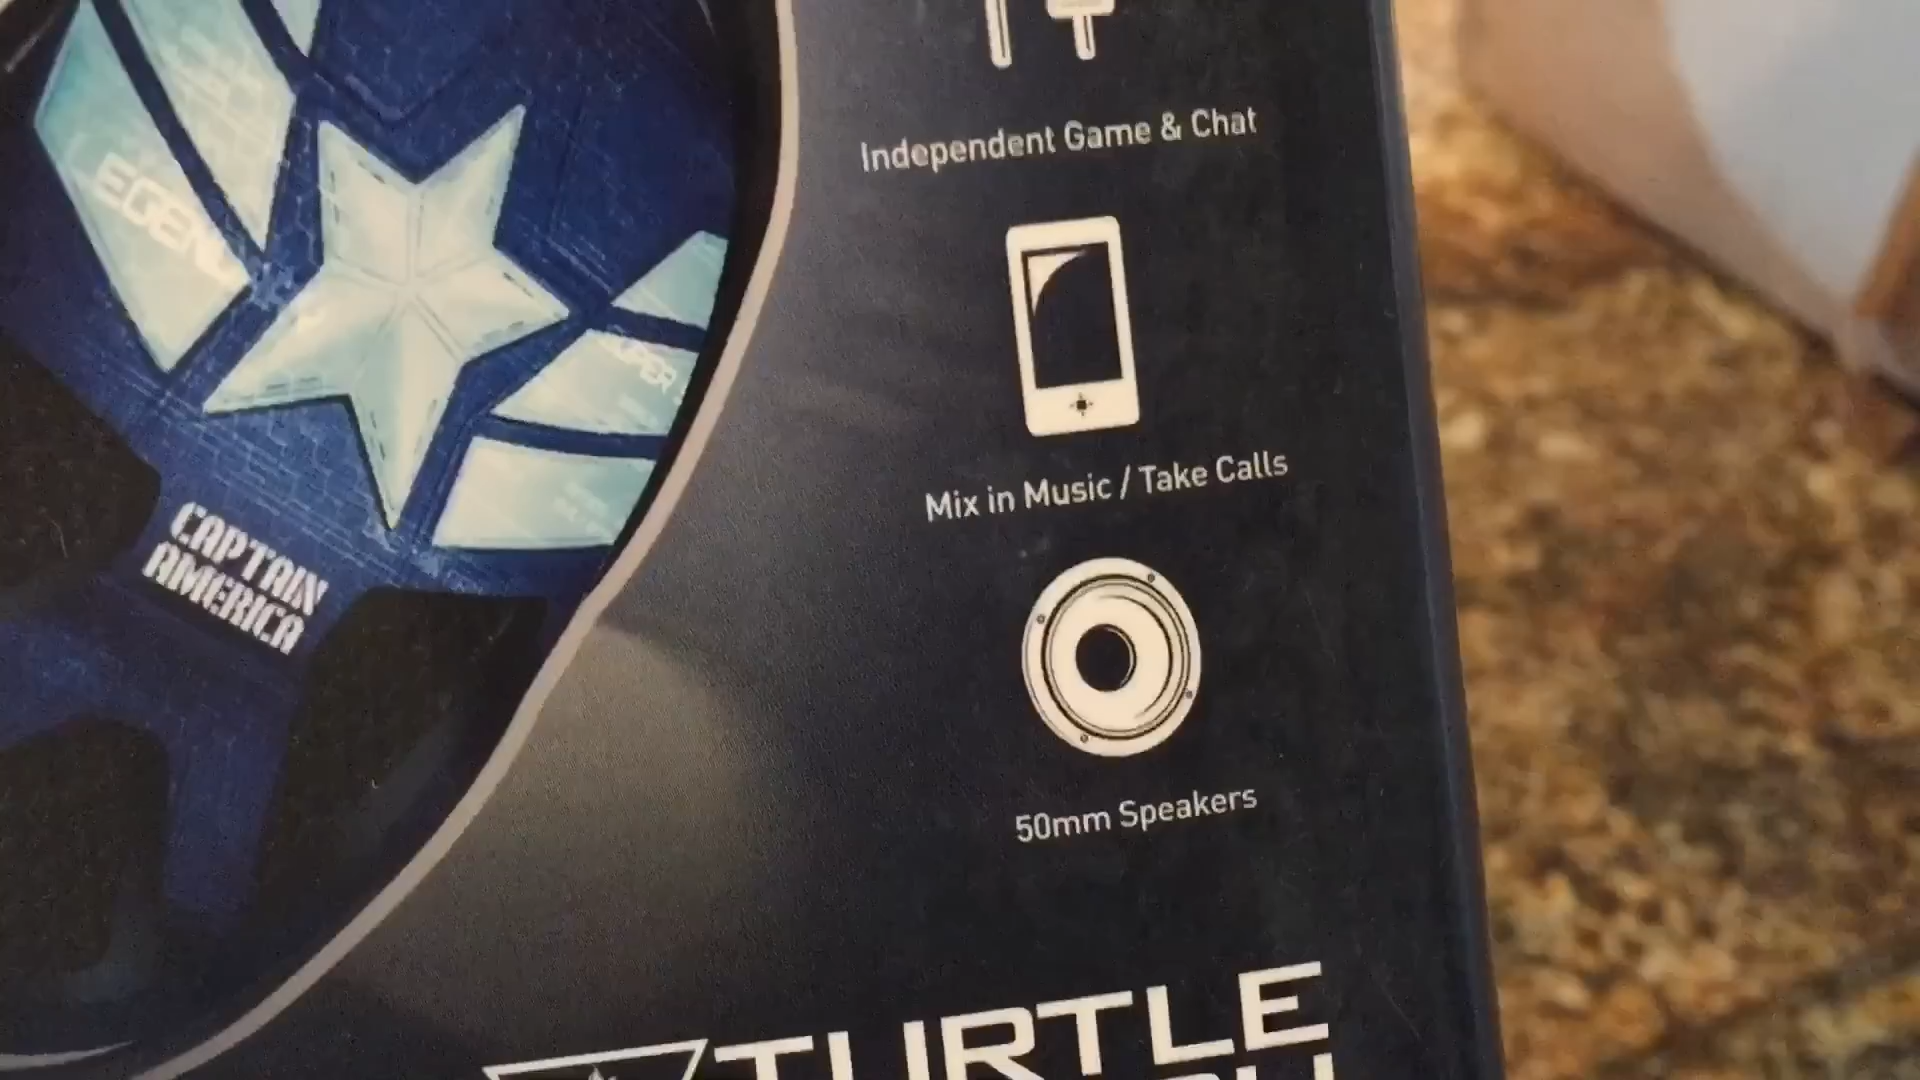 Independent Game & Chat
Mix in Music / Take Calls
CAPTAIN
AMERICA
50mm Speakers
TURTLE